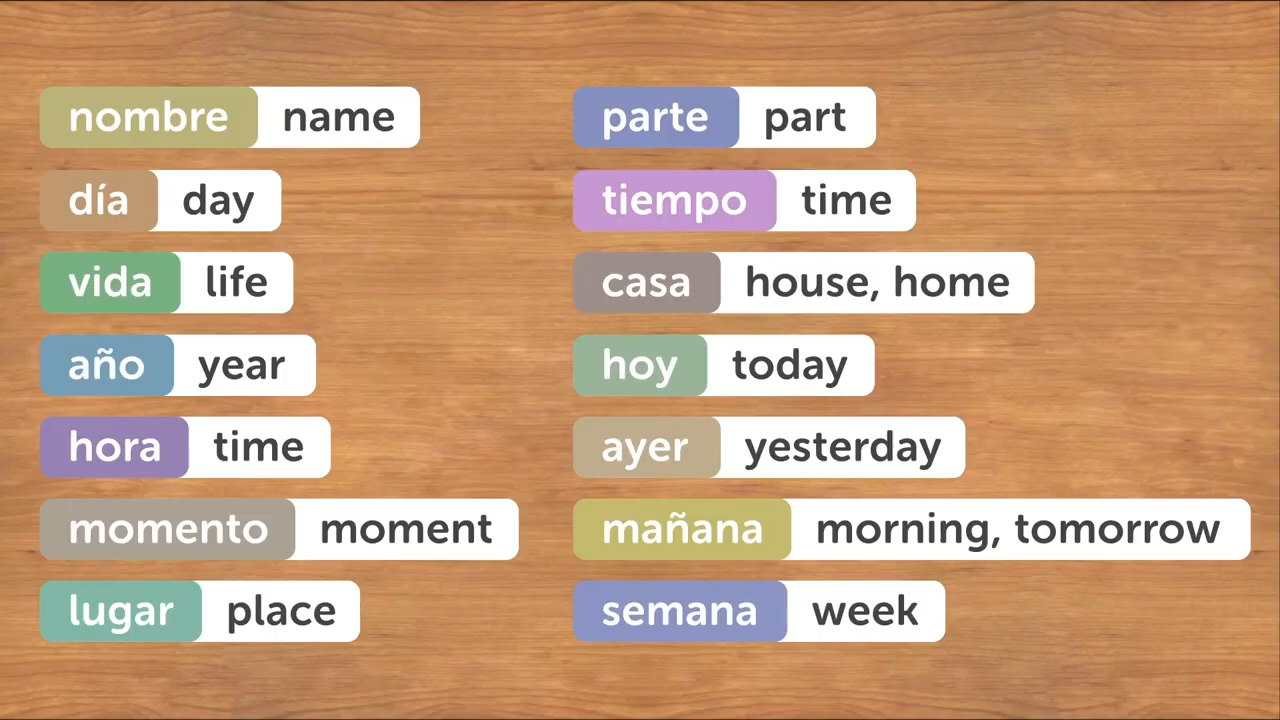 nombre name
día day
vida life
año year
hora time
momento moment
lugar place
parte part
tiempo time
casa house, home
hoy today
ayer yesterday
mañana morning, tomorrow
semana week